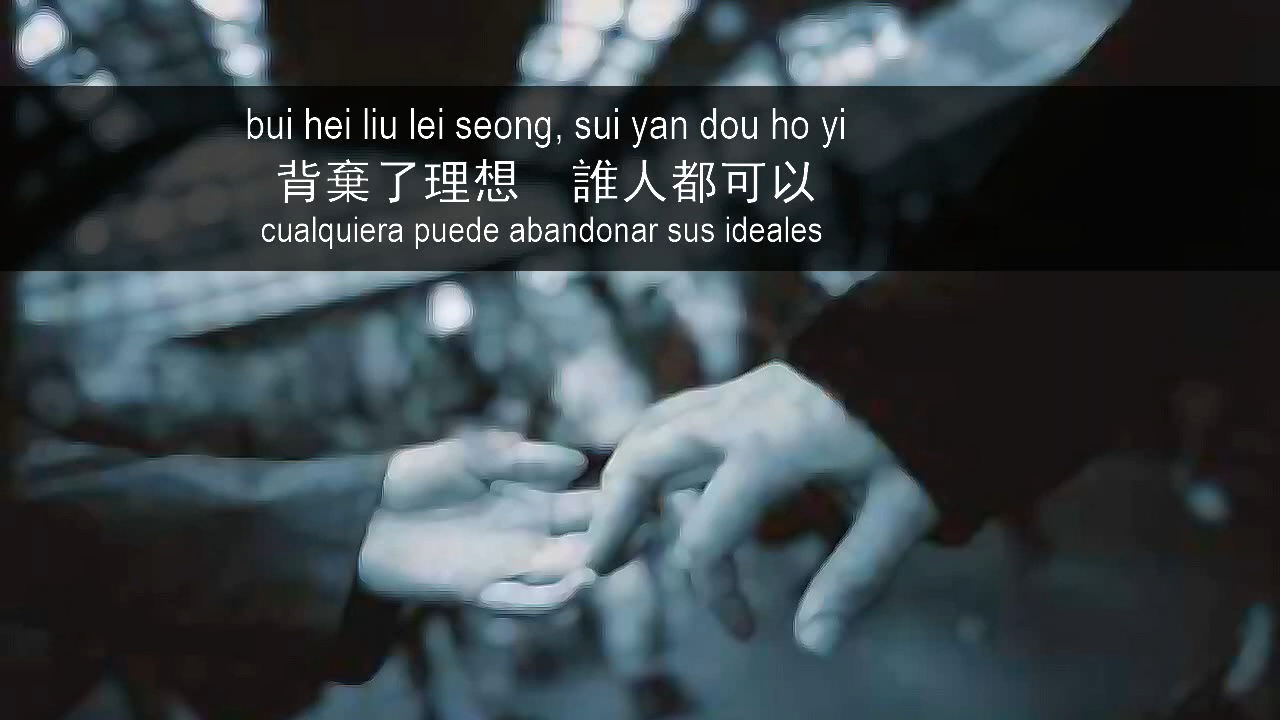 bui hei liu lei seong, sui yan dou ho yi
背棄了理想　誰人都可以
cualquiera puede abandonar sus ideales